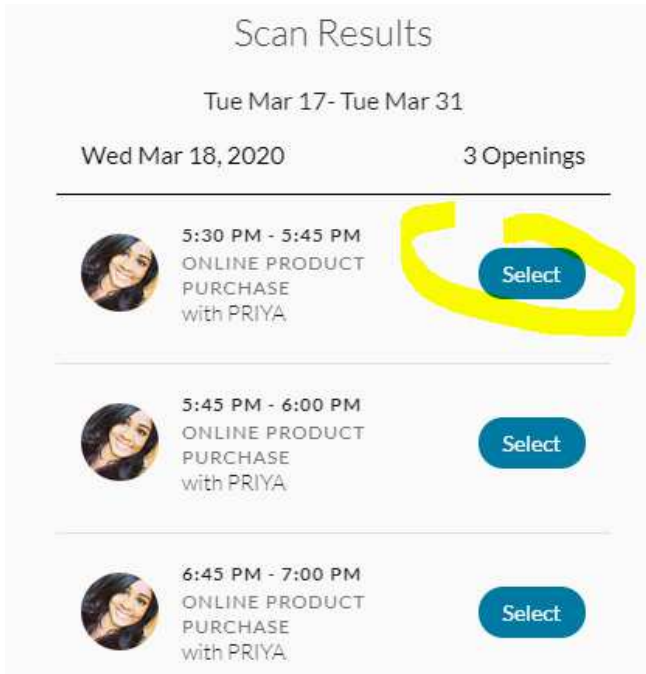 Scan Results
Tue Mar 17- Tue Mar 31
Wed Mar 18, 2020 3 Openings
5:30 PM - 5:45 PM
ONLINE PRODUCT
PURCHASE
with PRIYA
Select
5:45 PM - 6:00 PM
ONLINE PRODUCT
PURCHASE
with PRIYA
Select
6:45 PM - 7:00 PM
ONLINE PRODUCT
PURCHASE
with PRIYA
Select